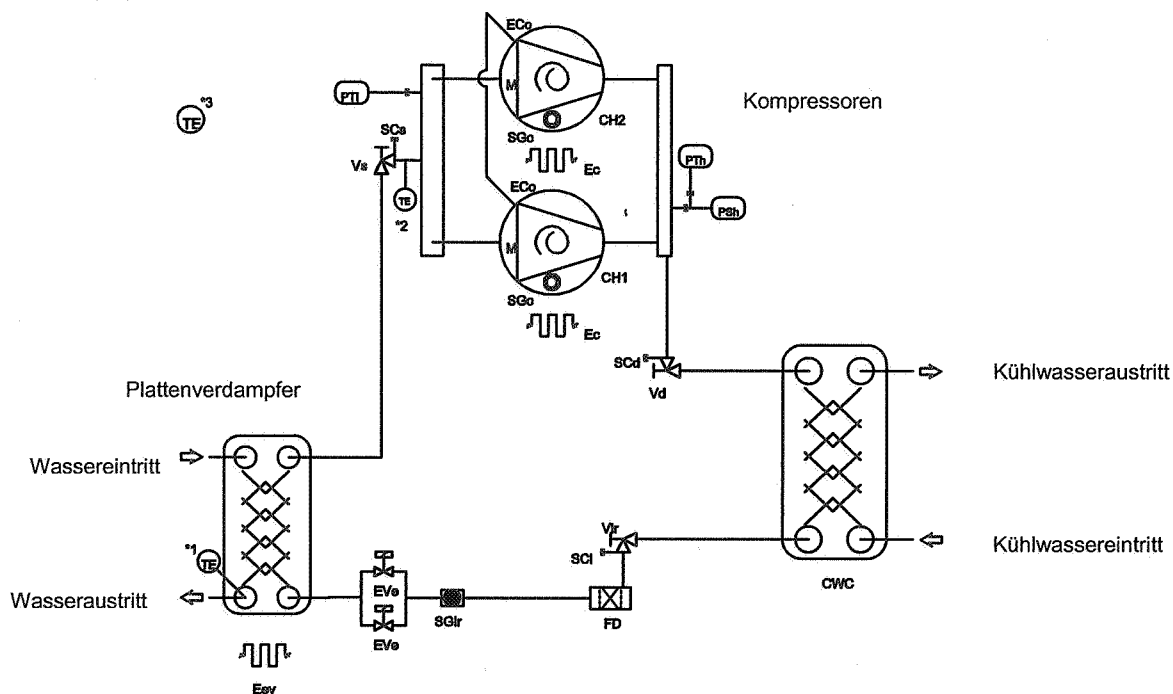 ECo
*3
TE
PTl
M
Kompressoren
SCs
SGo
CH2
Vs
Ec
PTh
TE
*2
ECo
PSh
M
SGo
CH1
Ec
SCd
Vd
Kühlwasseraustritt
Plattenverdampfer
Wassereintritt
Vlr
SCl
Kühlwassereintritt
*1
TE
EVe
CWC
Wasseraustritt
SGlr
FD
EVe
Eev